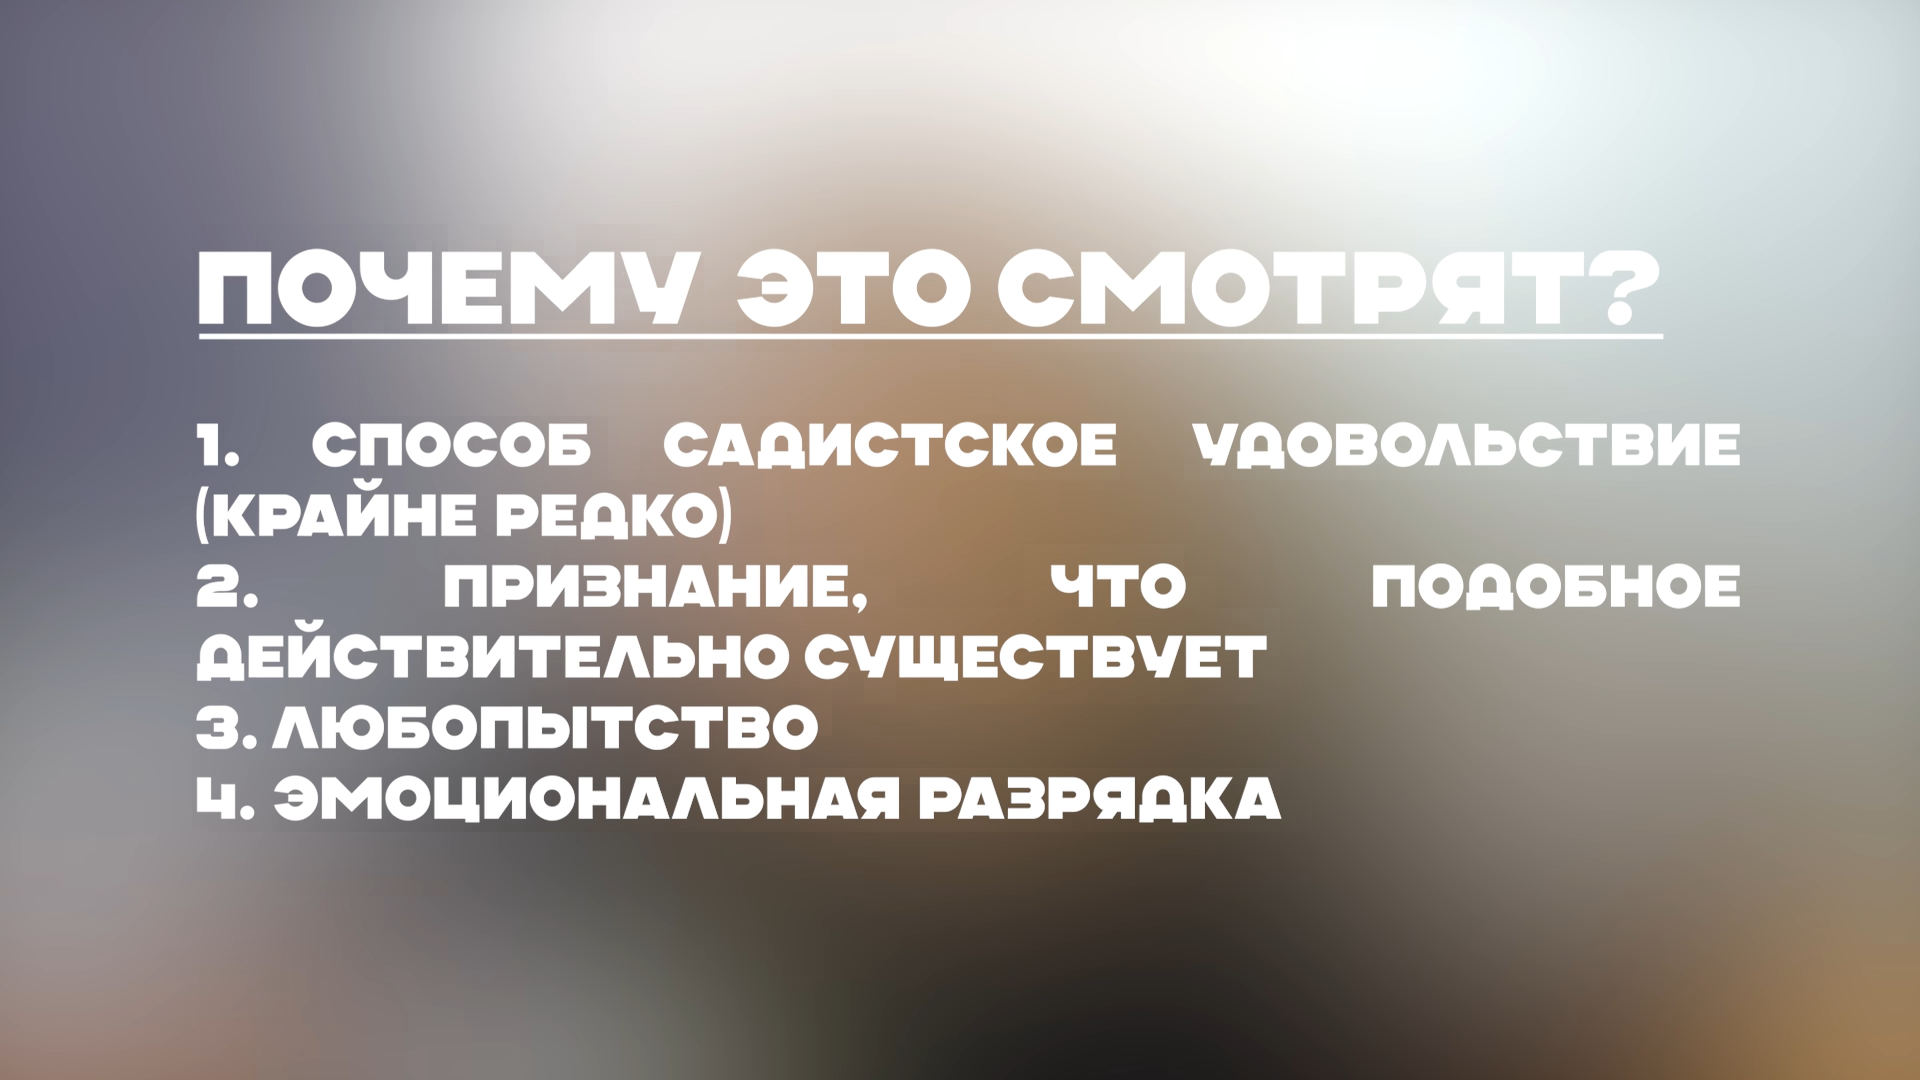 ПОЧЕМУ ЭТО СМОТРЯТ?
1. СПОСОБ САДИСТСКОЕ УДОВОЛЬСТВИЕ
(КРАЙНЕ РЕДКО)
2. ПРИЗНАНИЕ, ЧТО ПОДОБНОЕ
ДЕЙСТВИТЕЛЬНО СУЩЕСТВУЕТ
3. ЛЮБОПЫТСТВО
4. ЭМОЦИОНАЛЬНАЯ РАЗРЯДКА